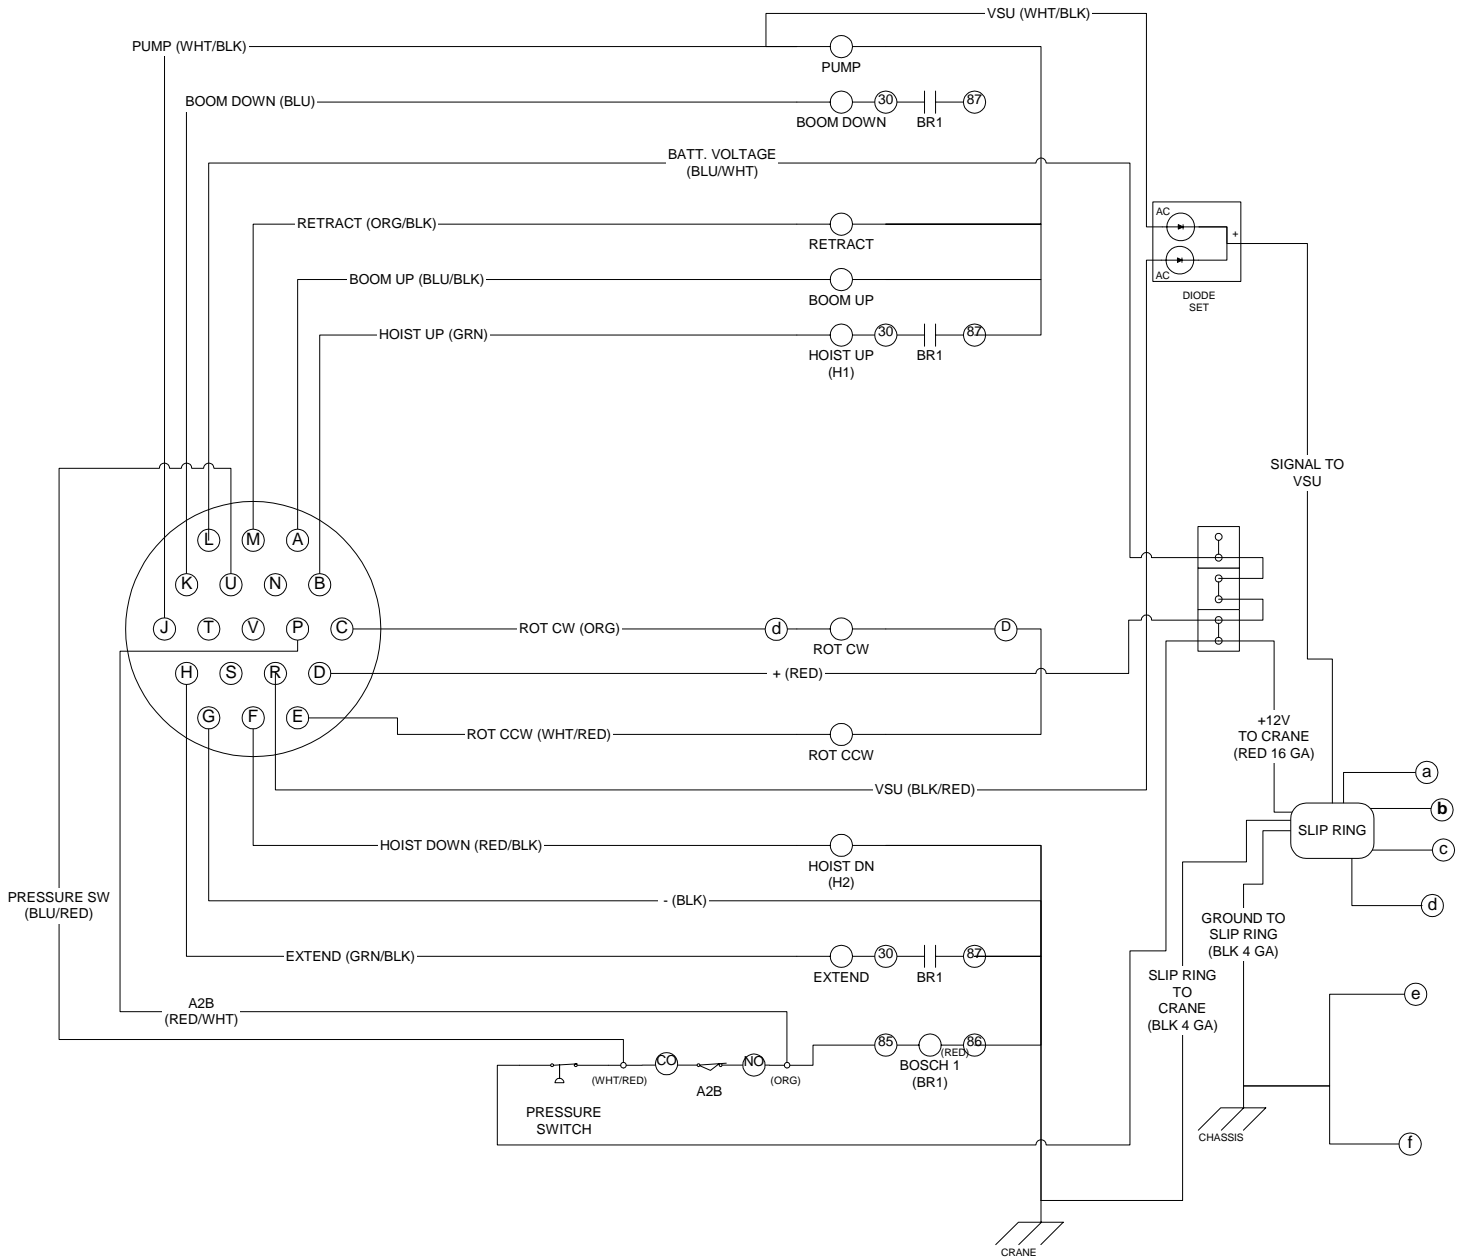 VSU (WHT/BLK)
PUMP (WHT/BLK)
PUMP
BOOM DOWN (BLU)
30
87
BOOM DOWN
BR1
BATT. VOLTAGE
(BLU/WHT)
RETRACT (ORG/BLK)
RETRACT
AC
+
AC
DIODE
SET
BOOM UP (BLU/BLK)
BOOM UP
HOIST UP (GRN)
30
87
HOIST UP
(H1)
BR1
SIGNAL TO
VSU
L
M
A
K
U
N
B
J
T
V
P
C
ROT CW (ORG)
d
D
ROT CW
H
S
R
D
+ (RED)
G
F
E
ROT CCW (WHT/RED)
ROT CCW
+12V
TO CRANE
(RED 16 GA)
VSU (BLK/RED)
a
b
SLIP RING
c
d
HOIST DOWN (RED/BLK)
HOIST DN
(H2)
PRESSURE SW
(BLU/RED)
- (BLK)
GROUND TO
SLIP RING
(BLK 4 GA)
EXTEND (GRN/BLK)
30
87
EXTEND
BR1
SLIP RING
TO
CRANE
(BLK 4 GA)
e
A2B
(RED/WHT)
85
86
(RED)
BOSCH 1
(BR1)
CO
NO
(WHT/RED)
(ORG)
A2B
PRESSURE
SWITCH
CHASSIS
f
CRANE